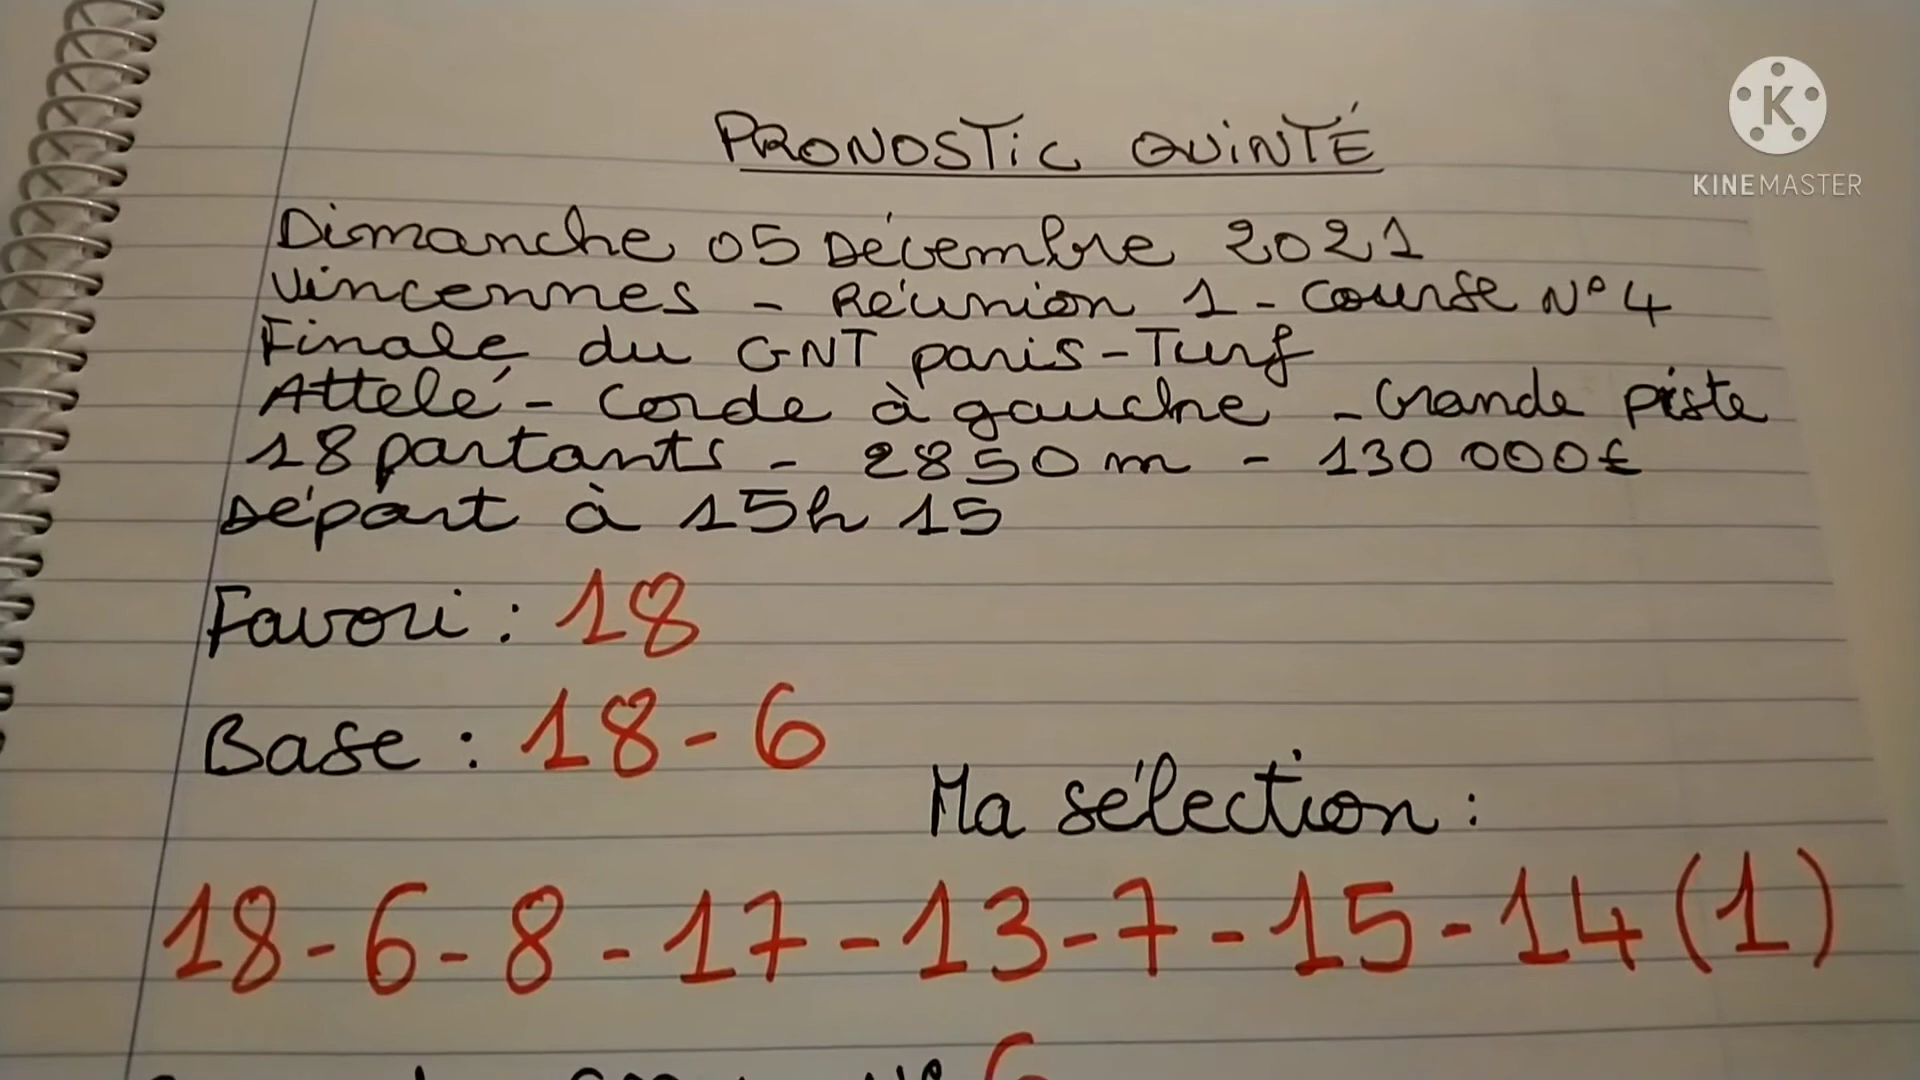 PRONOSTIC QUINTÉ
Dimanche 05 Décembre 2021
Vincennes - Réunion 1 - Course N° 4
Finale du GNT paris-Turf
Attelé - Corde à gauche - Grande piste
18 partants - 2850 m - 130 000€
Départ à 15h 15
Favori : 18
Base : 18 - 6
Ma sélection :
18 - 6 - 8 - 17 - 13 - 7 - 15 - 14 (1)
N° 6
KINEMASTER